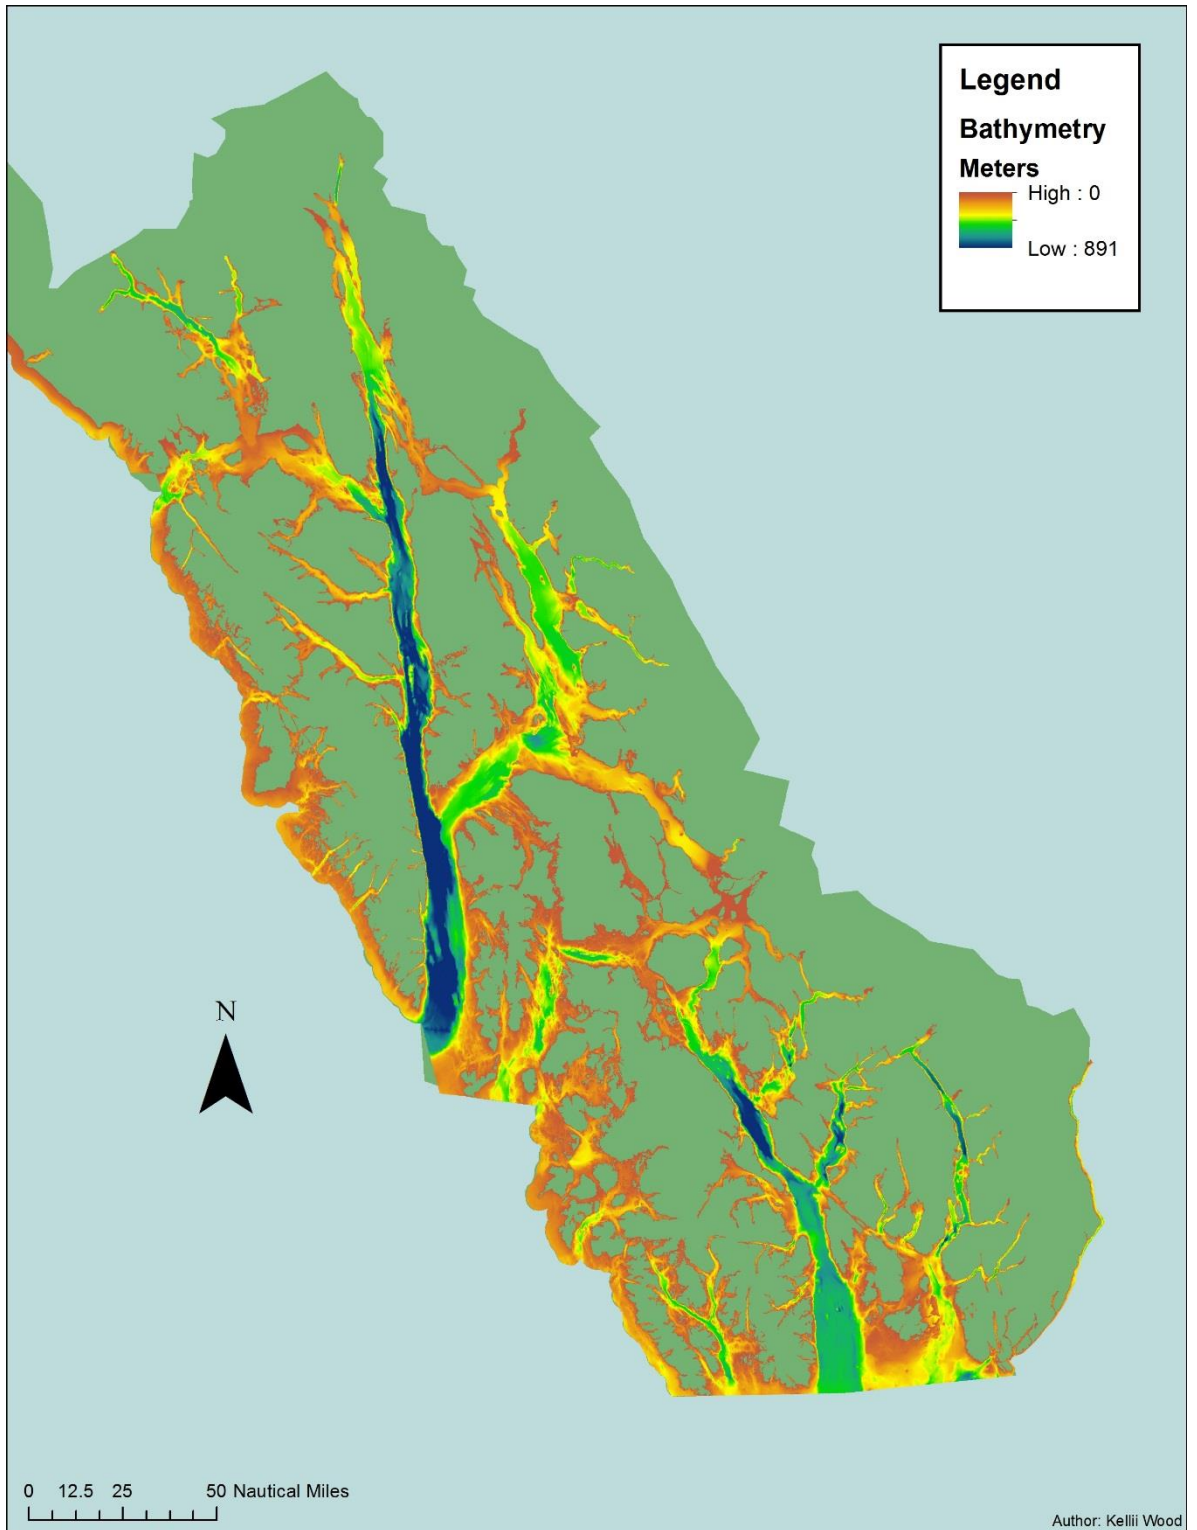 Legend
Bathymetry
Meters
High : 0
Low : 891
N
0 12.5 25 50 Nautical Miles
Author: Kellii Wood